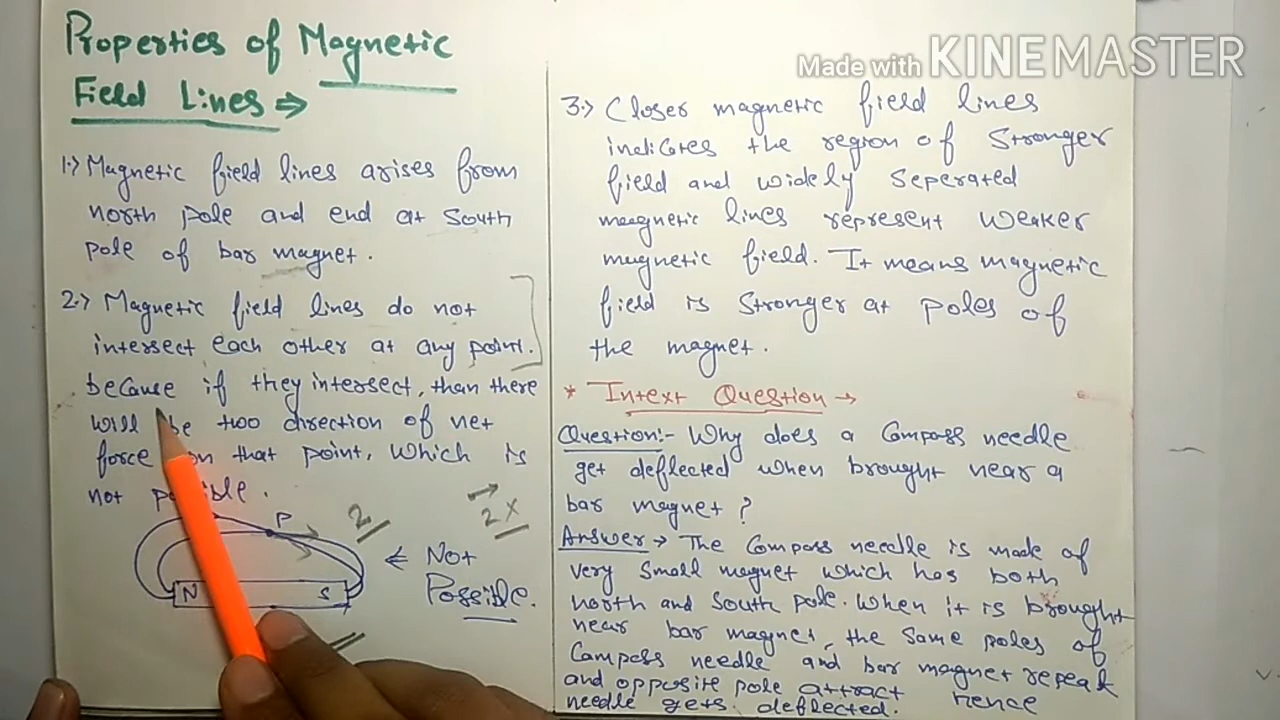 Properties of Magnetic
Field Lines ⇒
1.) Magnetic field lines arises from
north pole and end at south
pole of bar magnet.
2.) Magnetic field lines do not
intersect each other at any point.
because if they intersect, than there
will be two direction of net
force on that point, which is
not possible.
P
2
2 x
N
S
⇐ Not
Possible.
Made with KINEMASTER
3.) Closer magnetic field lines
indicates the region of Stronger
field and widely seperated
magnetic lines represent weaker
magnetic field. It means magnetic
field is Stronger at poles of
the magnet.
* Intext Question →
Question:- Why does a Compass needle
get deflected when brought near a
bar magnet?
Answer → The Compass needle is made of
very small magnet which has both
north and south pole. When it is brought
near bar magnet, the same poles of
Compass needle and bar magnet repeal
and opposite pole attract hence
needle gets deflected.